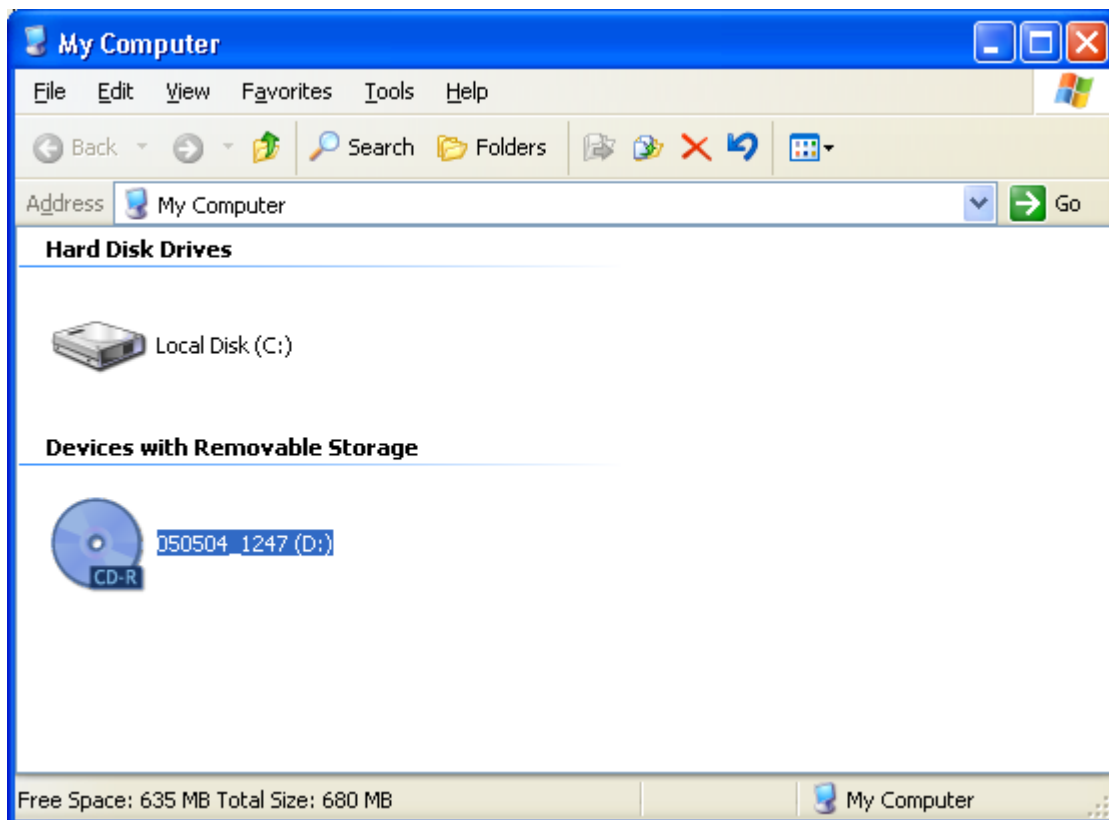 My Computer
File Edit View Favorites Tools Help
Back Search Folders
Address My Computer Go
Hard Disk Drives
Local Disk (C:)
Devices with Removable Storage
050504_1247 (D:)
CD-R
Free Space: 635 MB Total Size: 680 MB My Computer